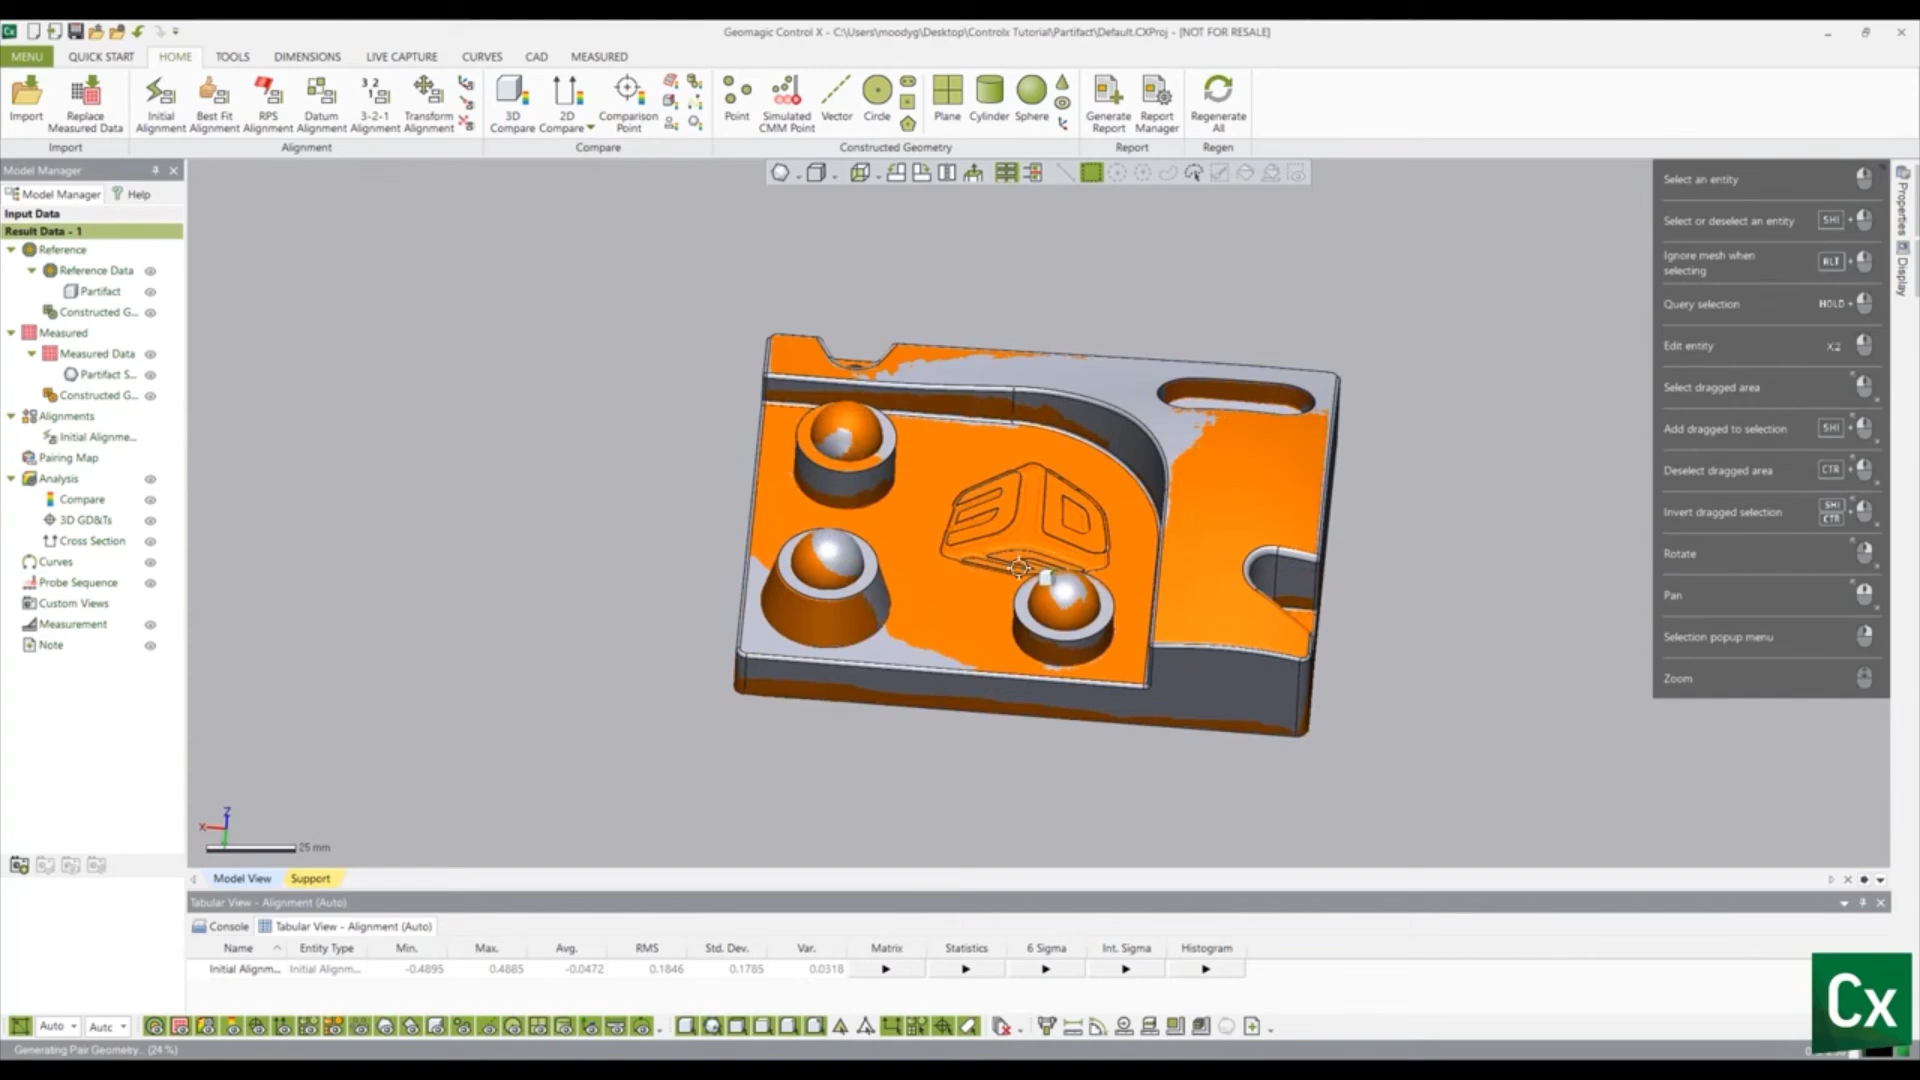 Geomagic Control X - C:\Users\moodyg\Desktop\Controlx Tutorial\Partifact\Default.CXProj - [NOT FOR RESALE]
MENU QUICK START HOME TOOLS DIMENSIONS LIVE CAPTURE CURVES CAD MEASURED
Import Replace Measured Data Initial Alignment Best Fit Alignment RPS Alignment Datum Alignment 3-2-1 Alignment Transform Alignment 3D Compare 2D Compare Comparison Point Point Simulated CMM Point Vector Circle Plane Cylinder Sphere Generate Report Report Manager Regenerate All
Import Alignment Compare Constructed Geometry Report Regen
Model Manager
Model Manager Help
Input Data
Result Data - 1
Reference
Reference Data
Partifact
Constructed G...
Measured
Measured Data
Partifact S...
Constructed G...
Alignments
Initial Alignme...
Pairing Map
Analysis
Compare
3D GD&Ts
Cross Section
Curves
Probe Sequence
Custom Views
Measurement
Note
3D
Z
X
25 mm
Select an entity
Select or deselect an entity SHI +
Ignore mesh when selecting ALT +
Query selection HOLD +
Edit entity X2
Select dragged area
Add dragged to selection SHI +
Deselect dragged area CTR +
Invert dragged selection SHI CTR +
Rotate
Pan
Selection popup menu
Zoom
Properties
Display
Model View Support
Tabular View - Alignment (Auto)
Console Tabular View - Alignment (Auto)
Name Entity Type Min. Max. Avg. RMS Std. Dev. Var. Matrix Statistics 6 Sigma Int. Sigma Histogram
Initial Alignm... Initial Alignm... -0.4895 0.4885 -0.0472 0.1846 0.1785 0.0318
Auto Autc
Generating Pair Geometry... (24 %)
Cx